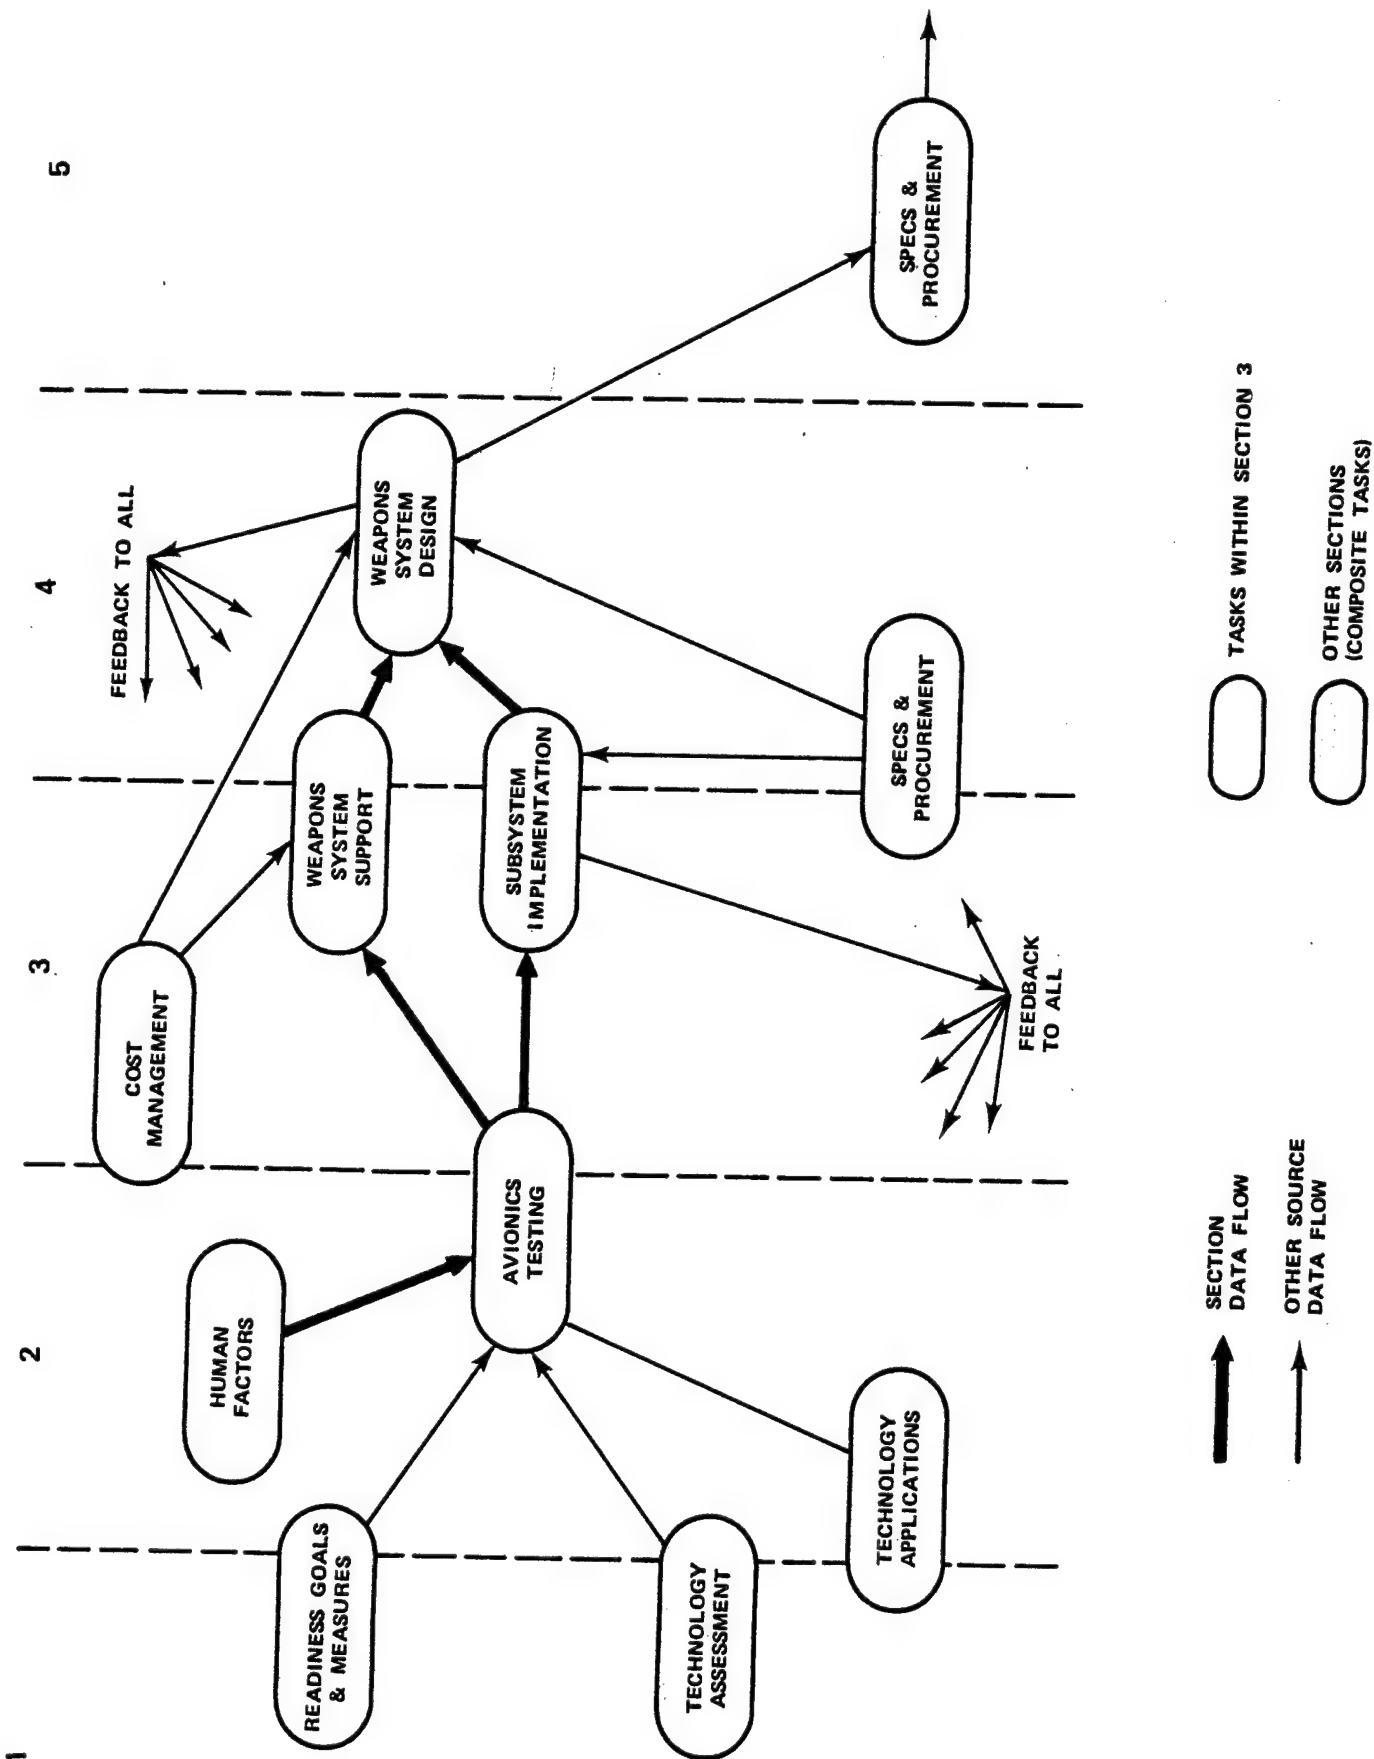 1
2
3
4
5
READINESS GOALS
& MEASURES
TECHNOLOGY
ASSESSMENT
TECHNOLOGY
APPLICATIONS
HUMAN
FACTORS
AVIONICS
TESTING
COST
MANAGEMENT
WEAPONS
SYSTEM
SUPPORT
SUBSYSTEM
IMPLEMENTATION
FEEDBACK
TO ALL
SPECS &
PROCUREMENT
FEEDBACK TO ALL
WEAPONS
SYSTEM
DESIGN
SPECS &
PROCUREMENT
SECTION
DATA FLOW
OTHER SOURCE
DATA FLOW
TASKS WITHIN SECTION 3
OTHER SECTIONS
(COMPOSITE TASKS)